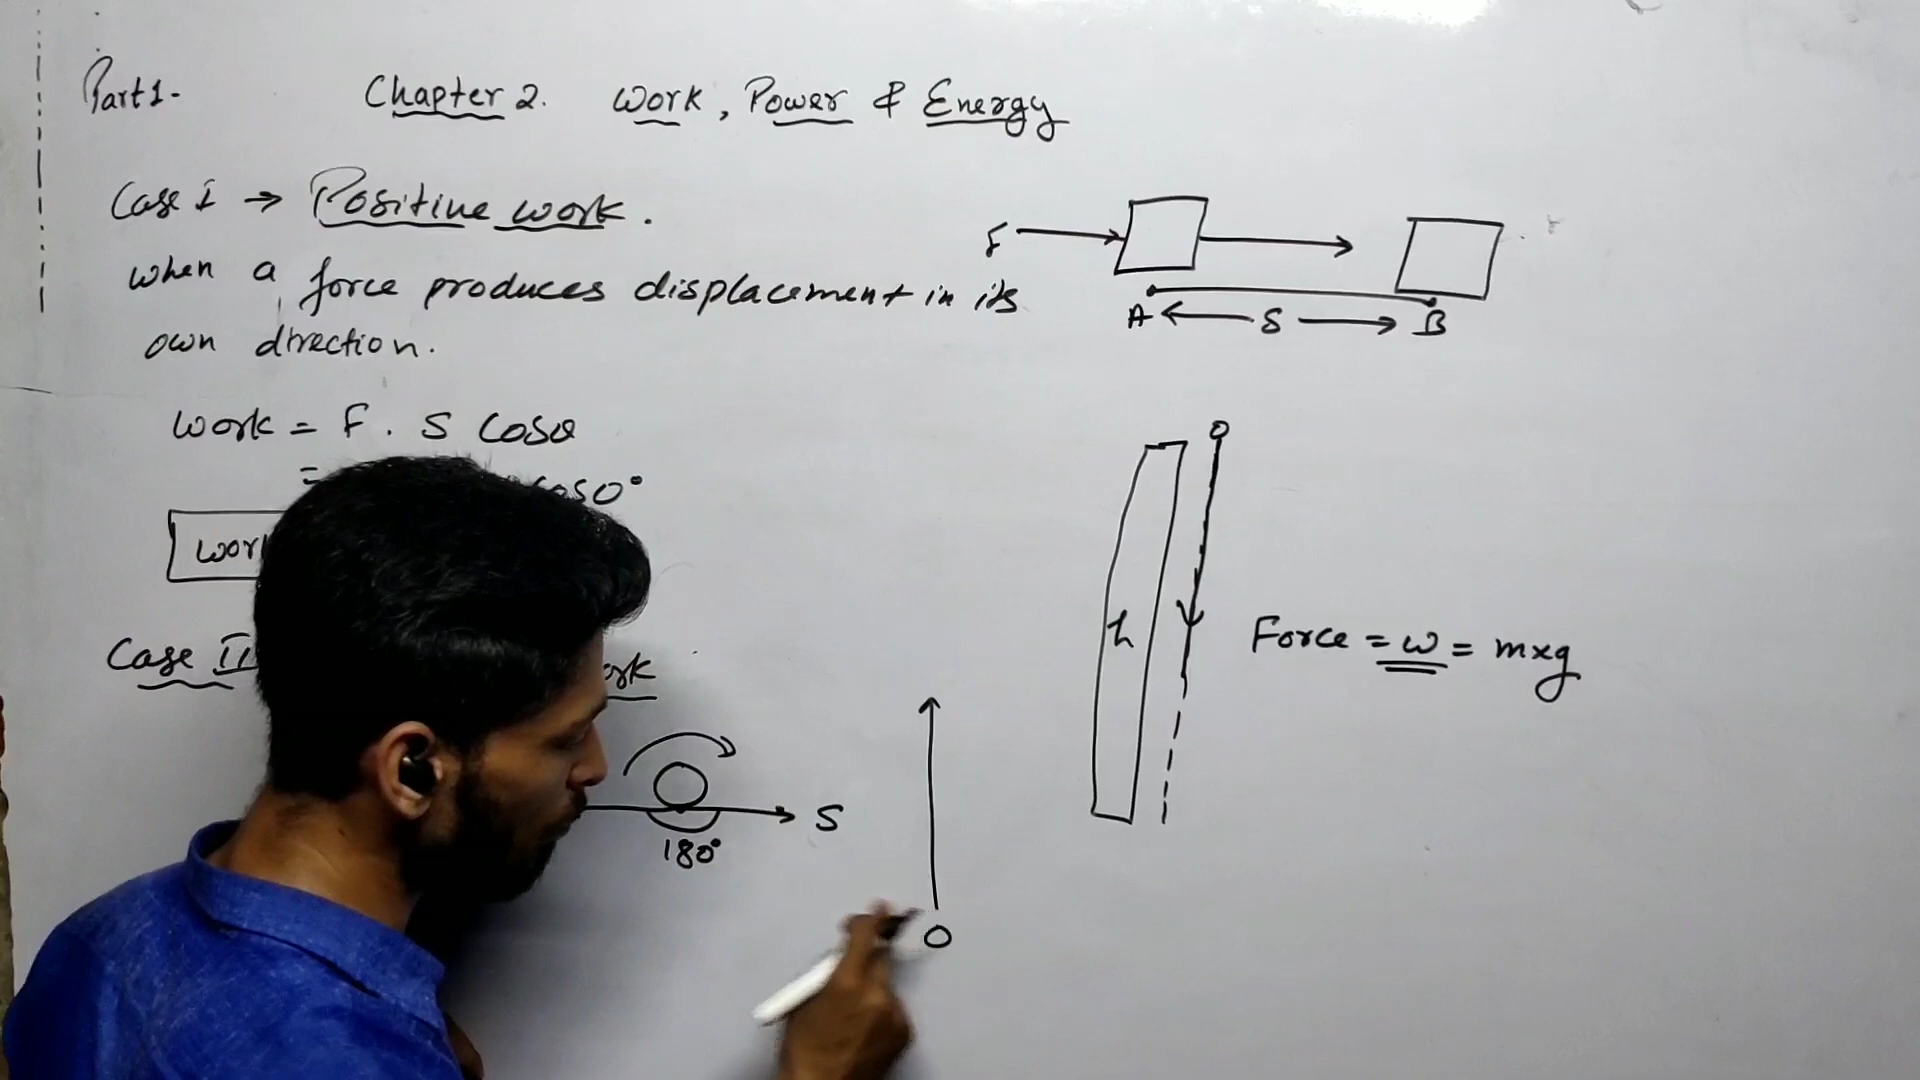 Part 1-
Chapter 2. Work, Power & Energy
Case I → Positive work.
F
when a force produces displacement in its
A S B
own direction.
work = F . S Cosθ
= cos0°
work
h
Force = w = mxg
Case II
S
180°